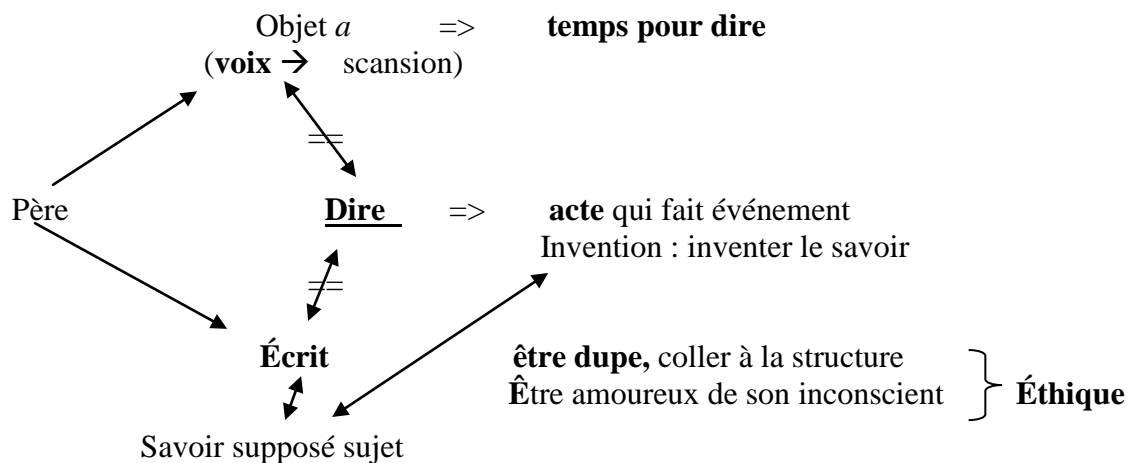 Objet a => temps pour dire
(voix → scansion)
==
Père Dire => acte qui fait événement
Invention : inventer le savoir
==
Écrit être dupe, coller à la structure
Être amoureux de son inconscient Éthique
Savoir supposé sujet